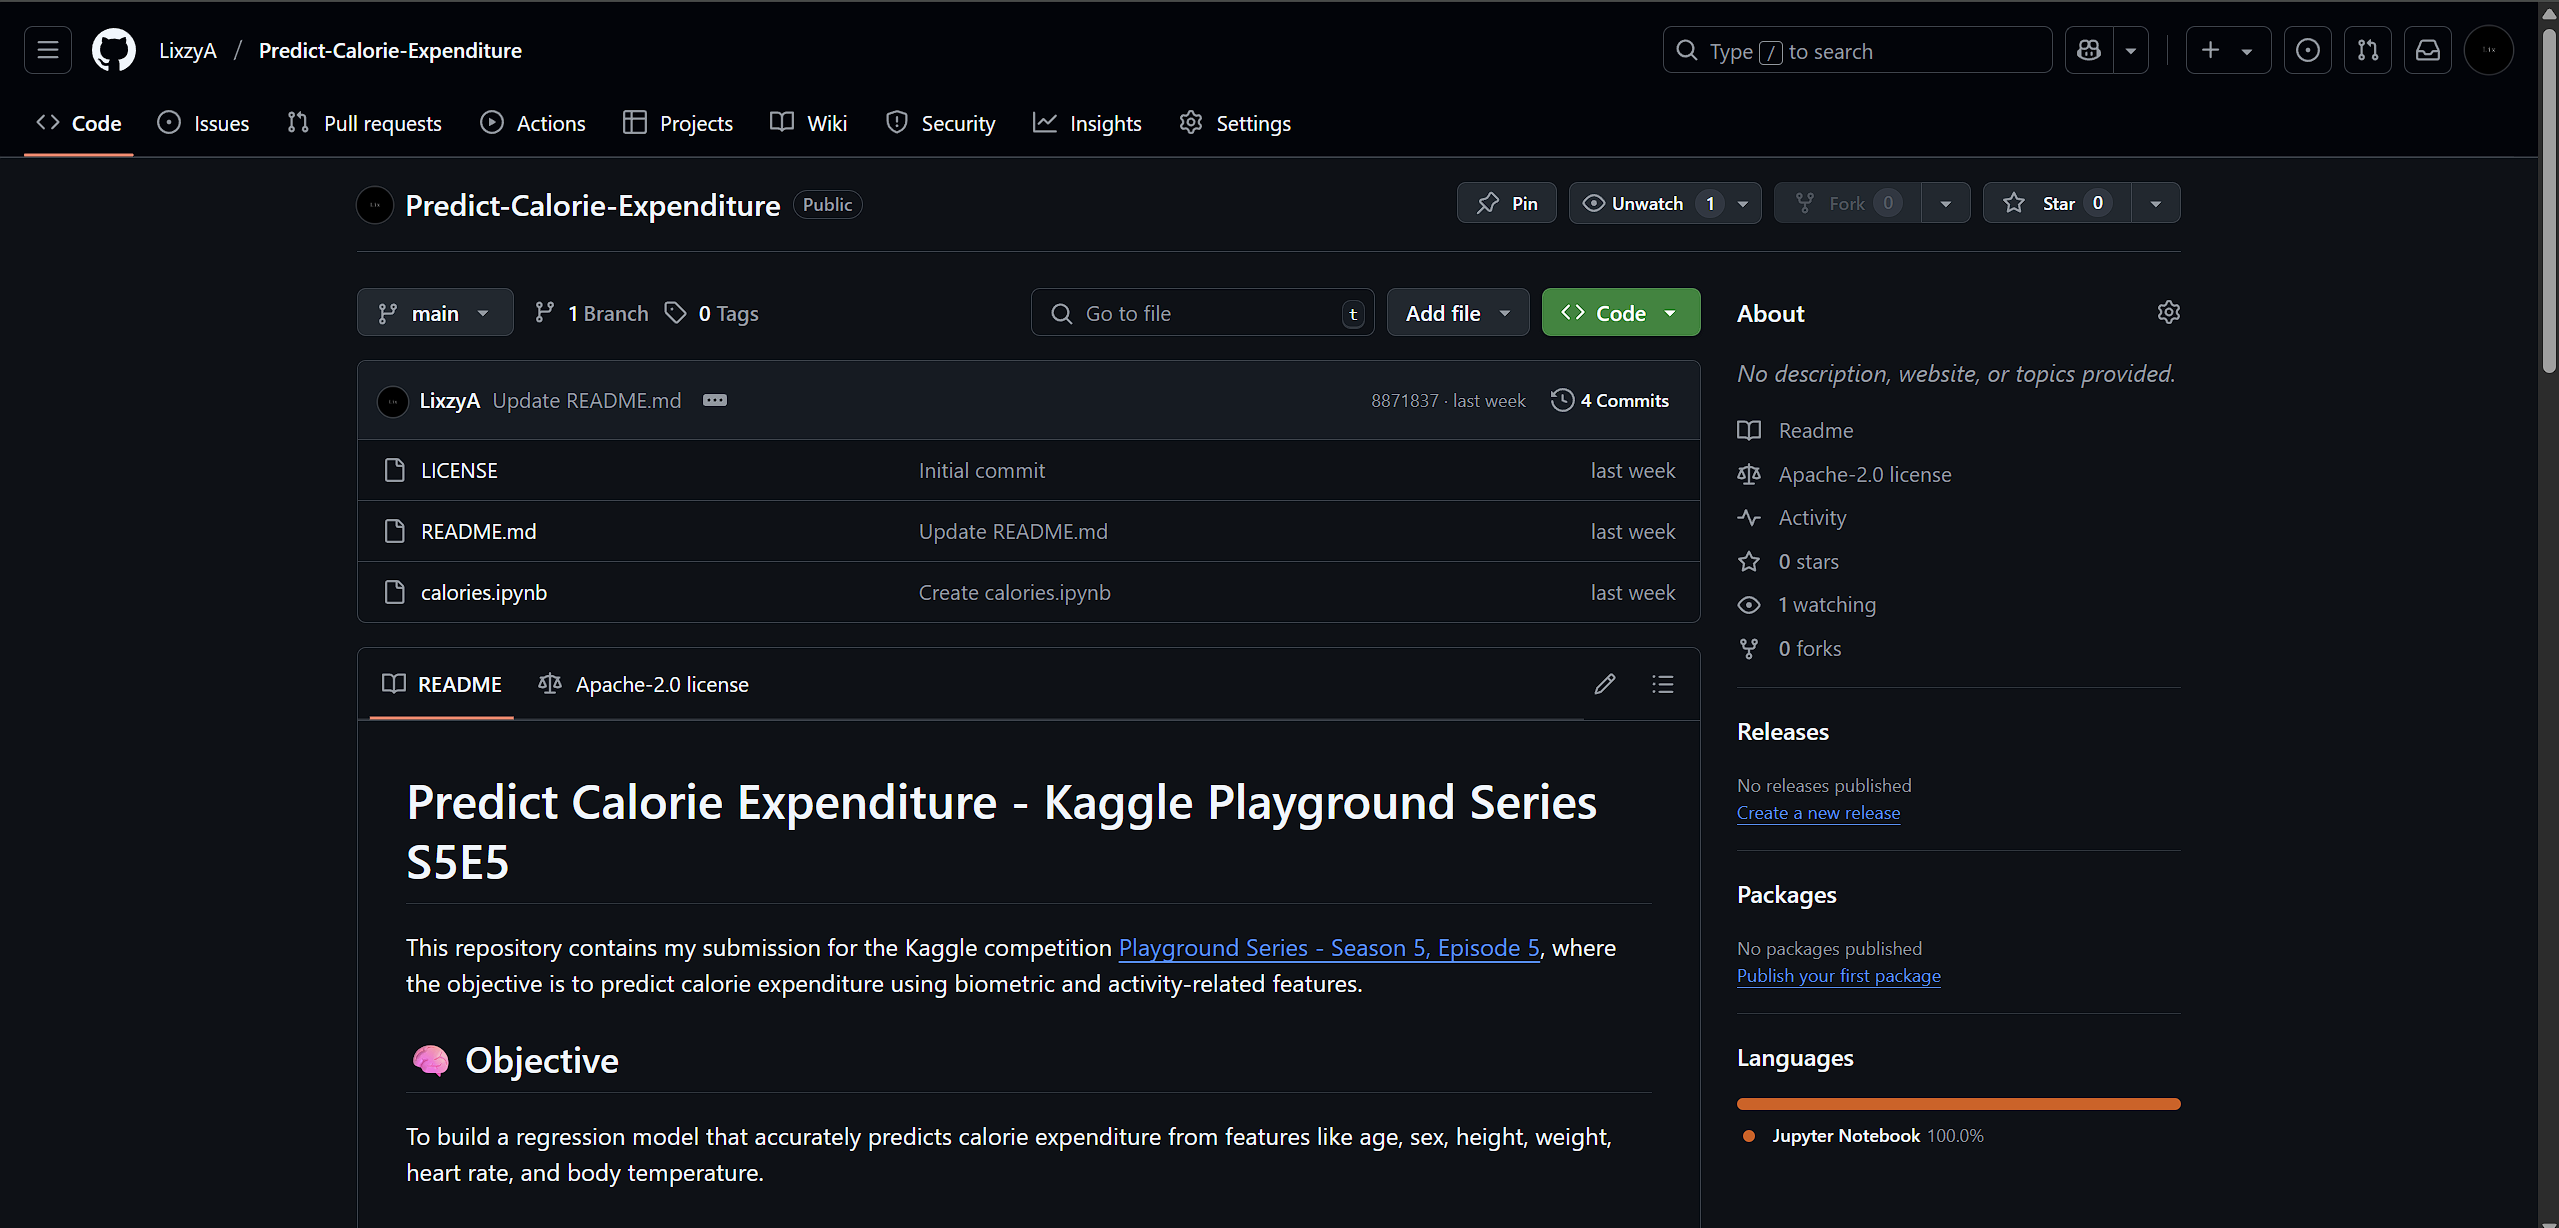 LixzyA / Predict-Calorie-Expenditure
Type / to search
Code
Issues
Pull requests
Actions
Projects
Wiki
Security
Insights
Settings
Predict-Calorie-Expenditure Public
Pin
Unwatch 1
Fork 0
Star 0
main
1 Branch
0 Tags
Go to file t
Add file
Code
LixzyA Update README.md
8871837 · last week
4 Commits
LICENSE Initial commit last week
README.md Update README.md last week
calories.ipynb Create calories.ipynb last week
README
Apache-2.0 license
Predict Calorie Expenditure - Kaggle Playground Series
S5E5
This repository contains my submission for the Kaggle competition Playground Series - Season 5, Episode 5, where
the objective is to predict calorie expenditure using biometric and activity-related features.
🧠 Objective
To build a regression model that accurately predicts calorie expenditure from features like age, sex, height, weight,
heart rate, and body temperature.
About
No description, website, or topics provided.
Readme
Apache-2.0 license
Activity
0 stars
1 watching
0 forks
Releases
No releases published
Create a new release
Packages
No packages published
Publish your first package
Languages
Jupyter Notebook 100.0%